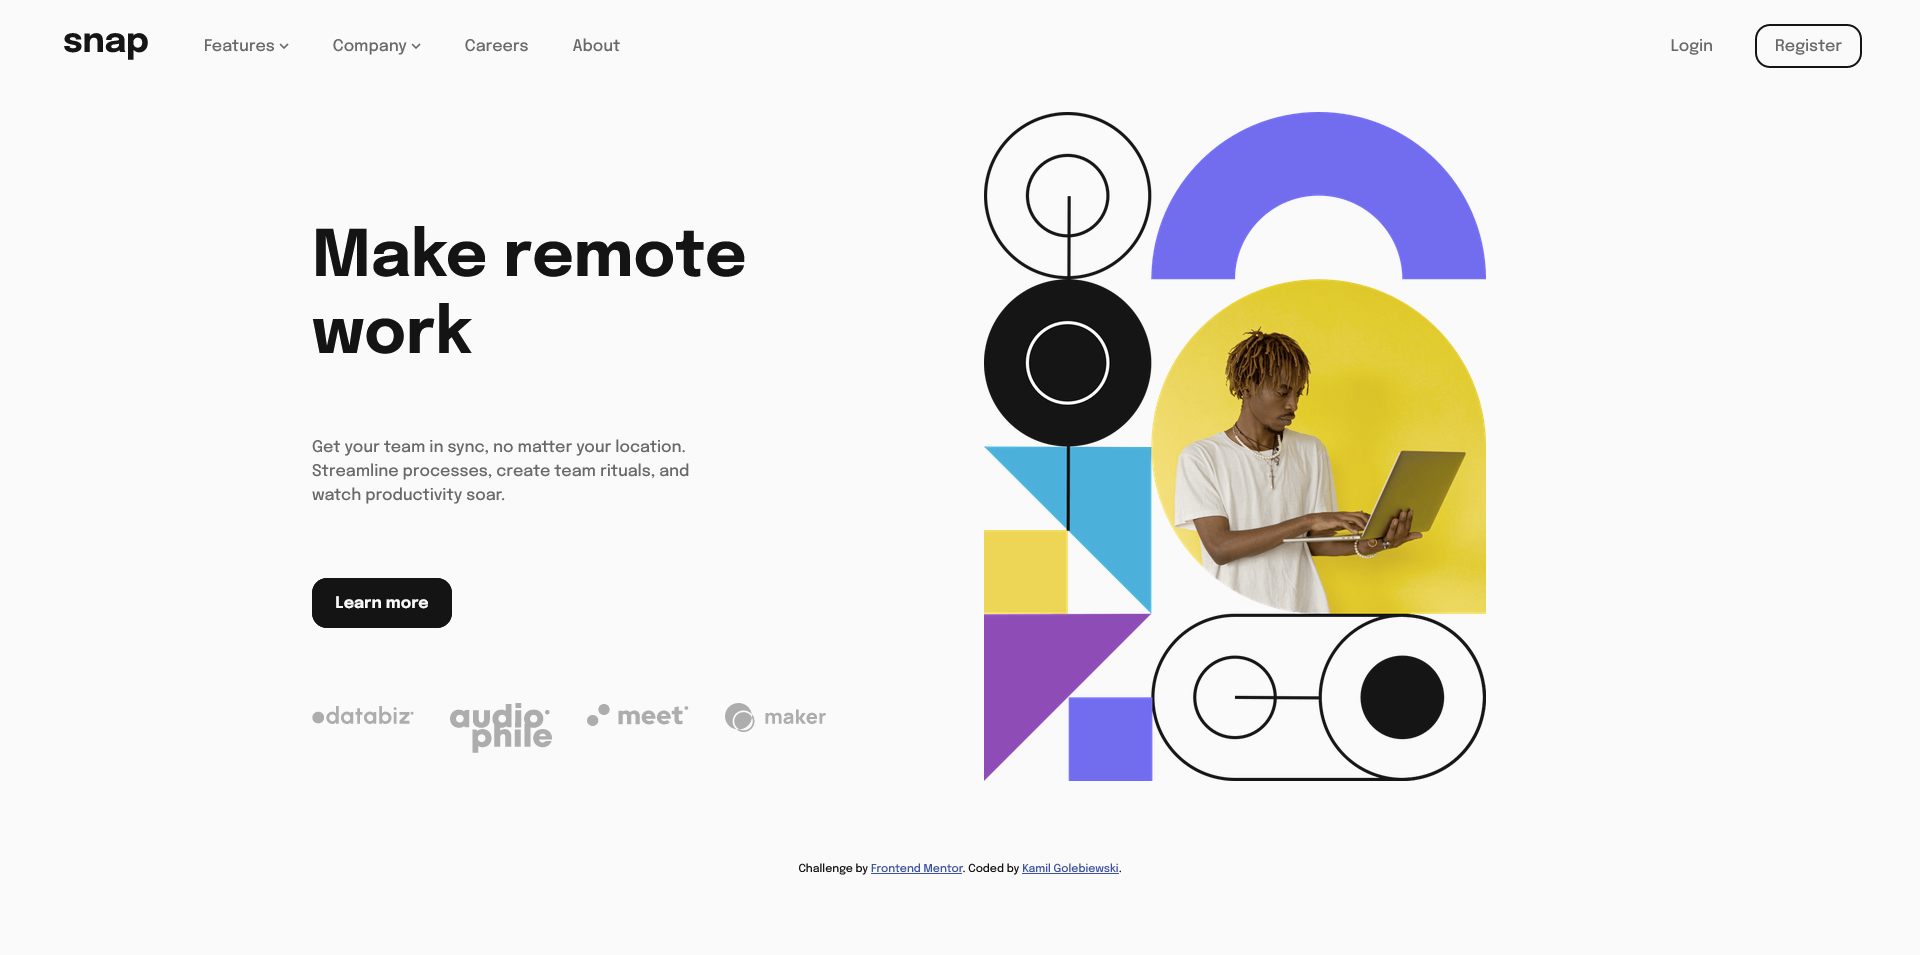 snap
Features
Company
Careers
About
Login
Register
Make remote
work
Get your team in sync, no matter your location.
Streamline processes, create team rituals, and
watch productivity soar.
Learn more
databiz
audio
phile
meet
maker
Challenge by Frontend Mentor. Coded by Kamil Golebiewski.